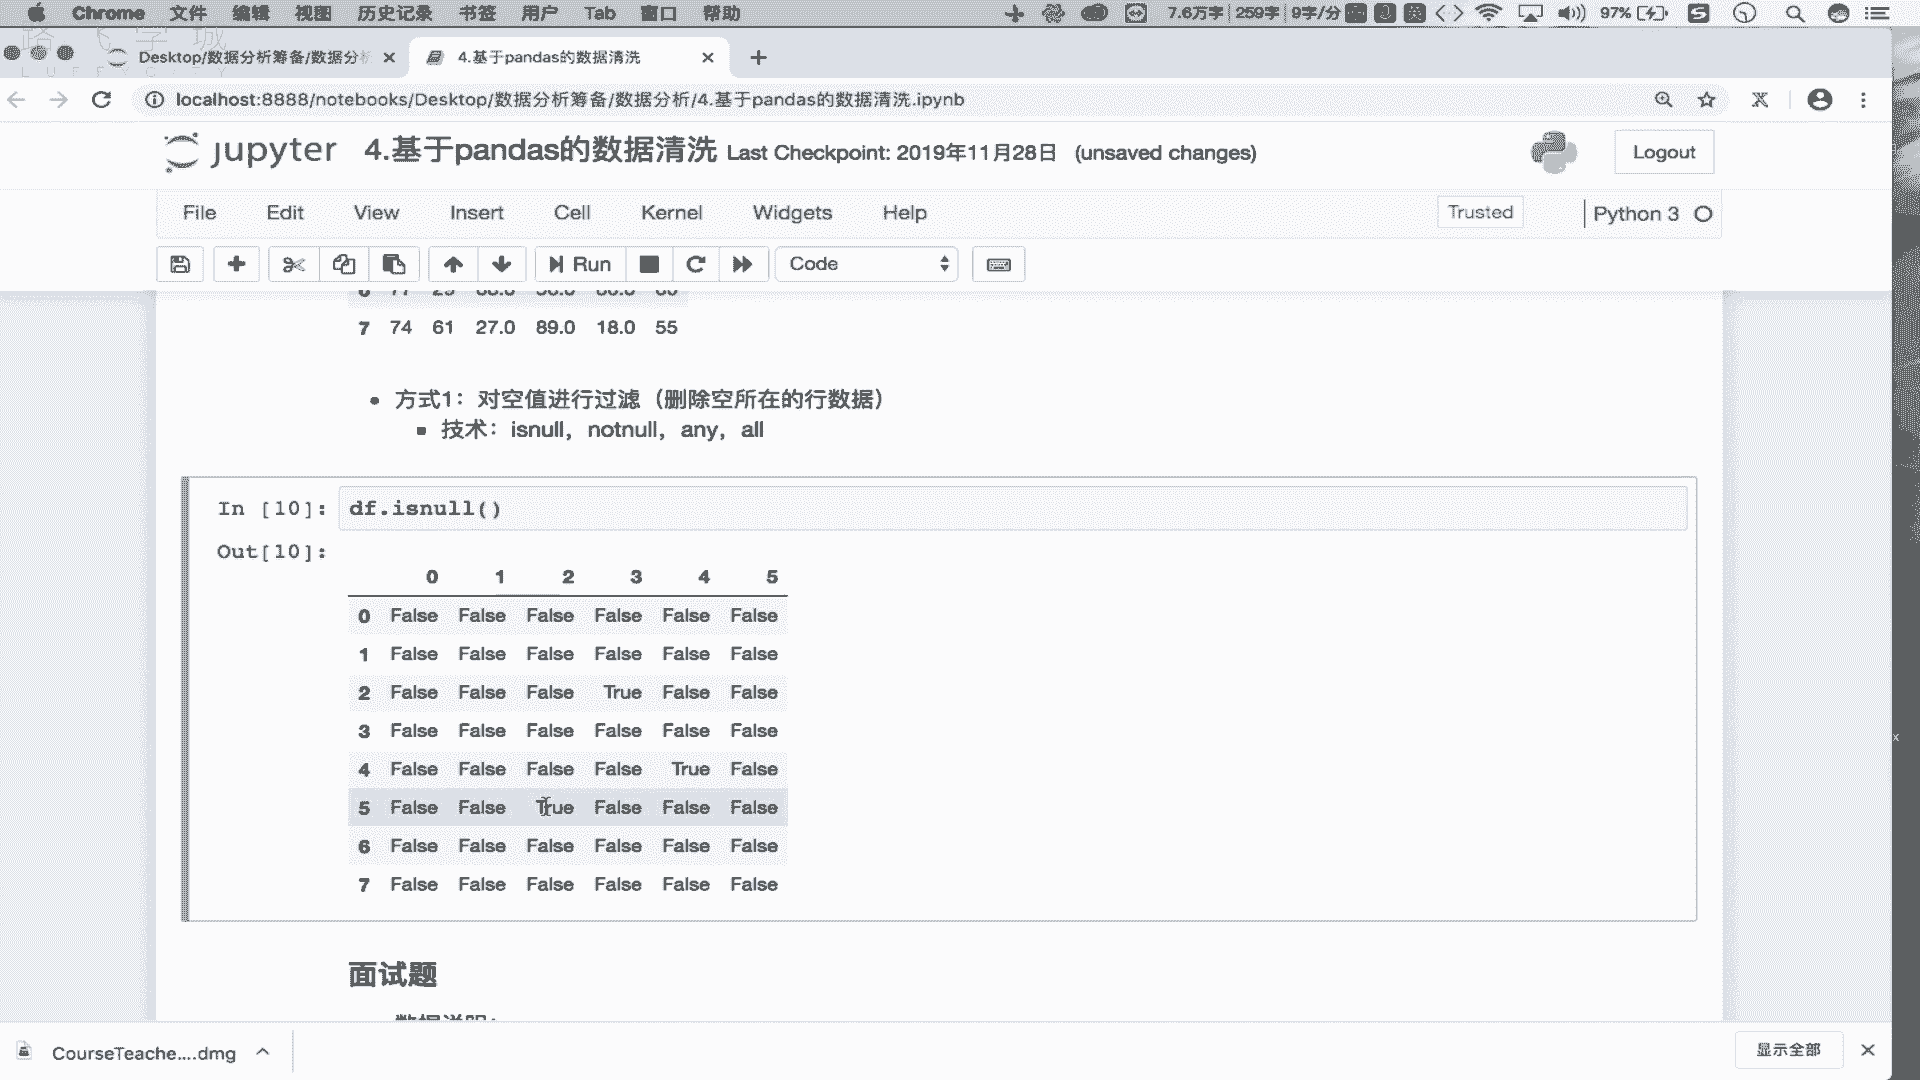 Chrome 文件 编辑 视图 历史记录 书签 用户 Tab 窗口 帮助 7.6万字 259字 9字/分 97%
Desktop/数据分析筹备/数据分析
4.基于pandas的数据清洗
localhost:8888/notebooks/Desktop/数据分析筹备/数据分析/4.基于pandas的数据清洗.ipynb
jupyter 4.基于pandas的数据清洗 Last Checkpoint: 2019年11月28日 (unsaved changes)
Logout
File Edit View Insert Cell Kernel Widgets Help Trusted Python 3
Run Code
7 74 61 27.0 89.0 18.0 55
方式1：对空值进行过滤（删除空所在的行数据）
技术：isnull，notnull，any，all
In [10]: df.isnull()
Out[10]:
0 1 2 3 4 5
0 False False False False False False
1 False False False False False False
2 False False False True False False
3 False False False False False False
4 False False False False True False
5 False False True False False False
6 False False False False False False
7 False False False False False False
面试题
数据说明：
CourseTeache....dmg
显示全部